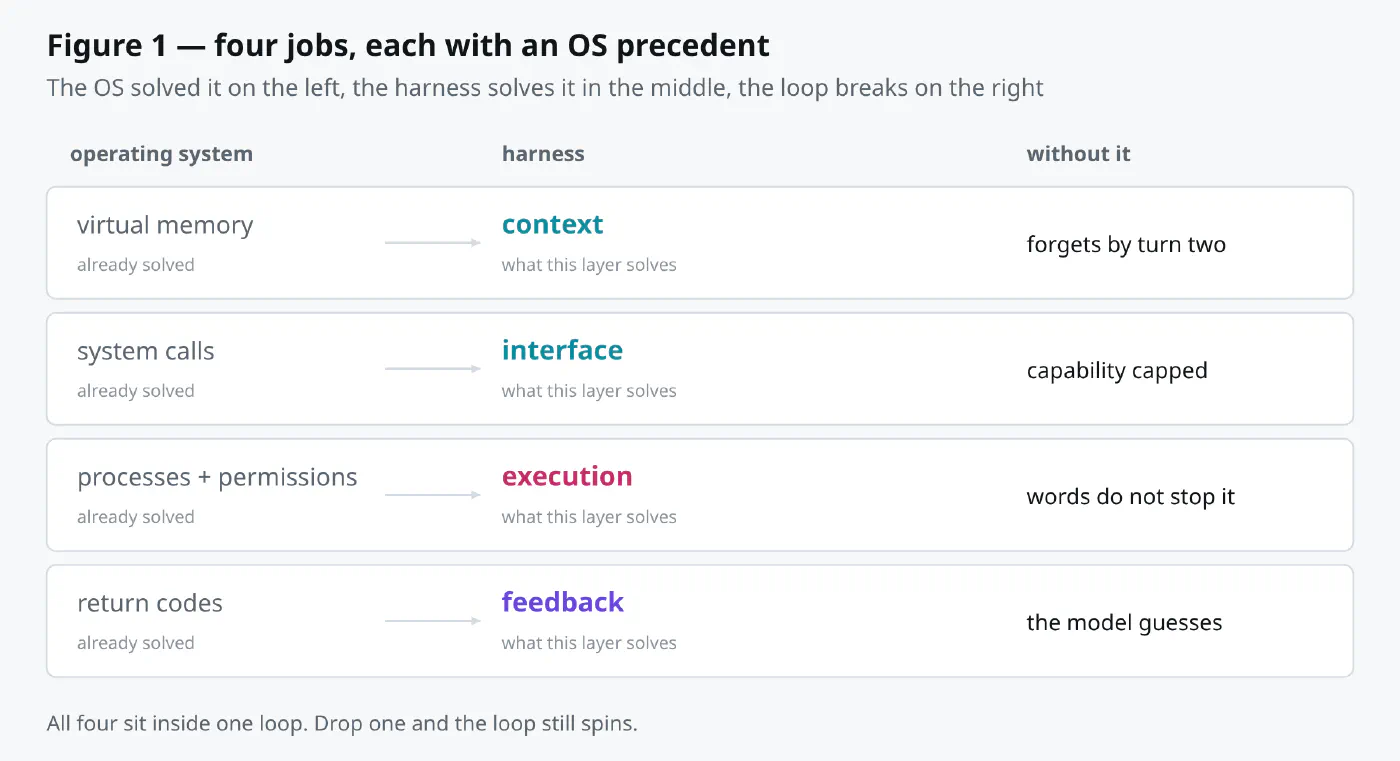 Figure 1 — four jobs, each with an OS precedent
The OS solved it on the left, the harness solves it in the middle, the loop breaks on the right
operating system harness without it
virtual memory context forgets by turn two
already solved what this layer solves
system calls interface capability capped
already solved what this layer solves
processes + permissions execution words do not stop it
already solved what this layer solves
return codes feedback the model guesses
already solved what this layer solves
All four sit inside one loop. Drop one and the loop still spins.